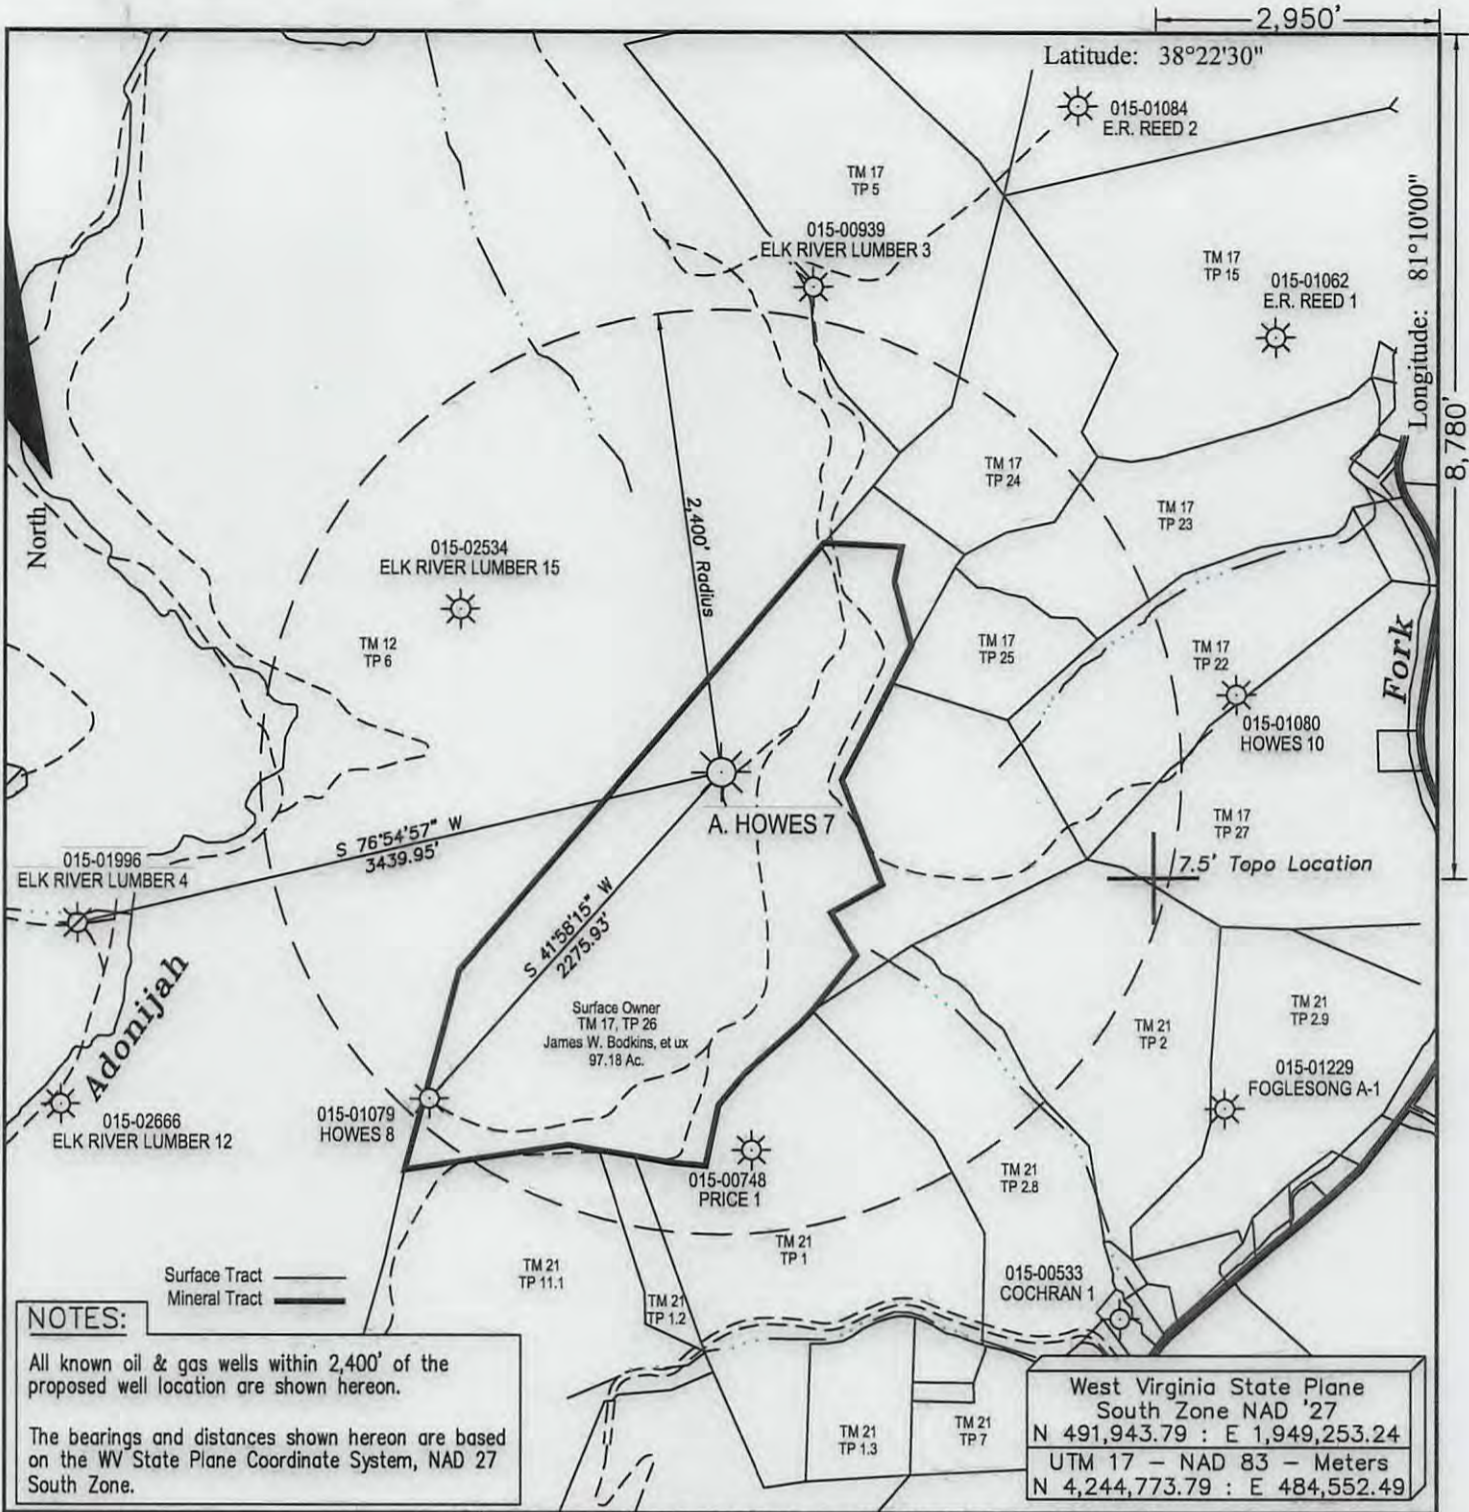 2,950'
Latitude: 38°22'30"
015-01084
E.R. REED 2
TM 17
TP 5
015-00939
ELK RIVER LUMBER 3
TM 17
TP 15
015-01062
E.R. REED 1
Longitude: 81°10'00"
8,780'
North
2,400' Radius
TM 17
TP 24
TM 17
TP 23
015-02534
ELK RIVER LUMBER 15
TM 12
TP 6
TM 17
TP 25
TM 17
TP 22
Fork
015-01080
HOWES 10
A. HOWES 7
TM 17
TP 27
7.5' Topo Location
S 76°54'57" W
3439.95'
015-01996
ELK RIVER LUMBER 4
S 41°58'15" W
2275.93'
Adonijah
Surface Owner
TM 17, TP 26
James W. Bodkins, et ux
97.18 Ac.
TM 21
TP 2.9
TM 21
TP 2
015-01229
FOGLESONG A-1
015-02666
ELK RIVER LUMBER 12
015-01079
HOWES 8
015-00748
PRICE 1
TM 21
TP 2.8
TM 21
TP 1
TM 21
TP 11.1
TM 21
TP 1.2
015-00533
COCHRAN 1
Surface Tract
Mineral Tract
NOTES:
All known oil & gas wells within 2,400' of the
proposed well location are shown hereon.
The bearings and distances shown hereon are based
on the WV State Plane Coordinate System, NAD 27
South Zone.
TM 21
TP 1.3
TM 21
TP 7
West Virginia State Plane
South Zone NAD '27
N 491,943.79 : E 1,949,253.24
UTM 17 - NAD 83 - Meters
N 4,244,773.79 : E 484,552.49